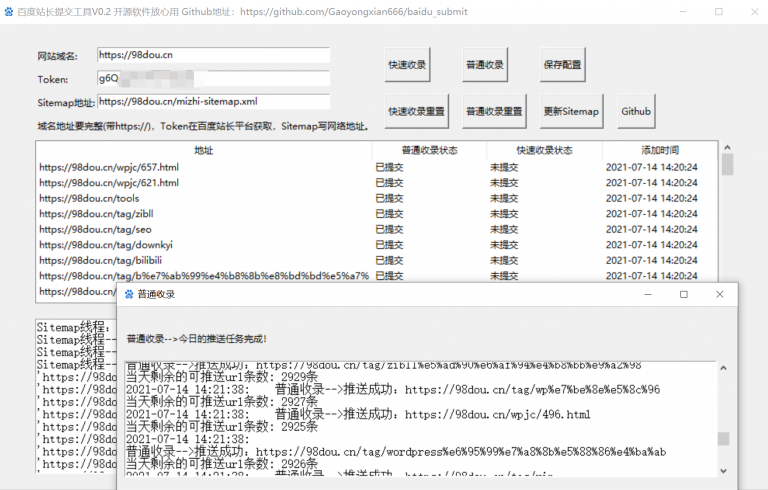 百度站长提交工具V0.2 开源软件放心用 Github地址：https://github.com/Gaoyongxian666/baidu_submit
网站域名: https://98dou.cn 快速收录 普通收录 保存配置
Token: g6Q
Sitemap地址: https://98dou.cn/mizhi-sitemap.xml 快速收录重置 普通收录重置 更新Sitemap Github
域名地址要完整(带https://)，Token在百度站长平台获取，Sitemap写网络地址。
地址 普通收录状态 快速收录状态 添加时间
https://98dou.cn/wpjc/657.html 已提交 未提交 2021-07-14 14:20:24
https://98dou.cn/wpjc/621.html 已提交 未提交 2021-07-14 14:20:24
https://98dou.cn/tools 已提交 未提交 2021-07-14 14:20:24
https://98dou.cn/tag/zibll 已提交 未提交 2021-07-14 14:20:24
https://98dou.cn/tag/seo 已提交 未提交 2021-07-14 14:20:24
https://98dou.cn/tag/downkyi 已提交 未提交 2021-07-14 14:20:24
https://98dou.cn/tag/bilibili 已提交 未提交 2021-07-14 14:20:24
https://98dou.cn/tag/b%e7%ab%99%e4%b8%8b%e8%bd%bd%e5%a7% 已提交 未提交 2021-07-14 14:20:24
https://98dou.cn/
普通收录
普通收录-->今日的推送任务完成！
Sitemap线程：
Sitemap线程--
Sitemap线程--
Sitemap线程--
'https://98do
'https://98do
'https://98do
'https://98do
'https://98do
'https://98do
'https://98do
'https://98do
普通收录-->推送成功：https://98dou.cn/tag/zibll%e5%ad%90%e6%af%94%e4%b8%bb%e9%a2%98
当天剩余的可推送url条数：2929条
2021-07-14 14:21:38: 普通收录-->推送成功：https://98dou.cn/tag/wp%e7%be%8e%e5%8c%96
当天剩余的可推送url条数：2927条
2021-07-14 14:21:38: 普通收录-->推送成功：https://98dou.cn/wpjc/496.html
当天剩余的可推送url条数：2925条
2021-07-14 14:21:38:
普通收录-->推送成功：https://98dou.cn/tag/wordpress%e6%95%99%e7%a8%8b%e5%88%86%e4%ba%ab
当天剩余的可推送url条数：2926条